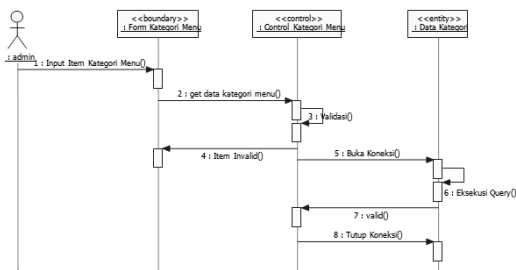 <<boundary>>
: Form Kategori Menu
<<control>>
: Control Kategori Menu
<<entity>>
: Data Kategori
: admin
1 : Input Item Kategori Menu()
2 : get data kategori menu()
3 : Validasi()
4 : Item Invalid()
5 : Buka Koneksi()
6 : Eksekusi Query()
7 : valid()
8 : Tutup Koneksi()